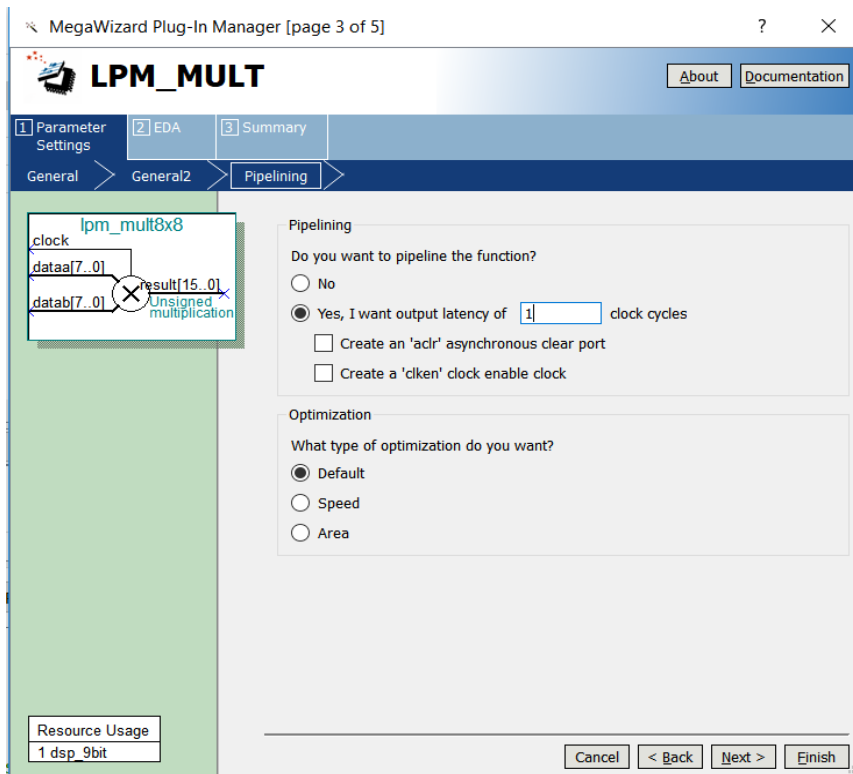 MegaWizard Plug-In Manager [page 3 of 5]
?
LPM_MULT
About
Documentation
1 Parameter Settings
2 EDA
3 Summary
General
General2
Pipelining
lpm_mult8x8
clock
dataa[7..0]
result[15..0]
datab[7..0]
Unsigned
multiplication
Pipelining
Do you want to pipeline the function?
No
Yes, I want output latency of 1 clock cycles
Create an 'aclr' asynchronous clear port
Create a 'clken' clock enable clock
Optimization
What type of optimization do you want?
Default
Speed
Area
Resource Usage
1 dsp_9bit
Cancel
< Back
Next >
Finish